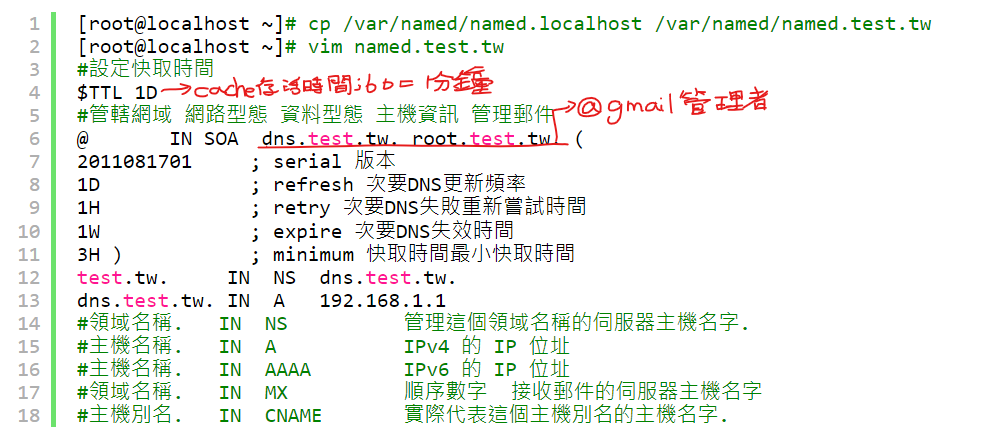 1 [root@localhost ~]# cp /var/named/named.localhost /var/named/named.test.tw
2 [root@localhost ~]# vim named.test.tw
3 #設定快取時間
4 $TTL 1D →cache存活時間;60=1分鐘
5 #管轄網域 網路型態 資料型態 主機資訊 管理郵件 →@gmail管理者
6 @ IN SOA dns.test.tw. root.test.tw. (
7 2011081701 ; serial 版本
8 1D ; refresh 次要DNS更新頻率
9 1H ; retry 次要DNS失敗重新嘗試時間
10 1W ; expire 次要DNS失效時間
11 3H ) ; minimum 快取時間最小快取時間
12 test.tw. IN NS dns.test.tw.
13 dns.test.tw. IN A 192.168.1.1
14 #領域名稱. IN NS 管理這個領域名稱的伺服器主機名字.
15 #主機名稱. IN A IPv4 的 IP 位址
16 #主機名稱. IN AAAA IPv6 的 IP 位址
17 #領域名稱. IN MX 順序數字 接收郵件的伺服器主機名字
18 #主機別名. IN CNAME 實際代表這個主機別名的主機名字.